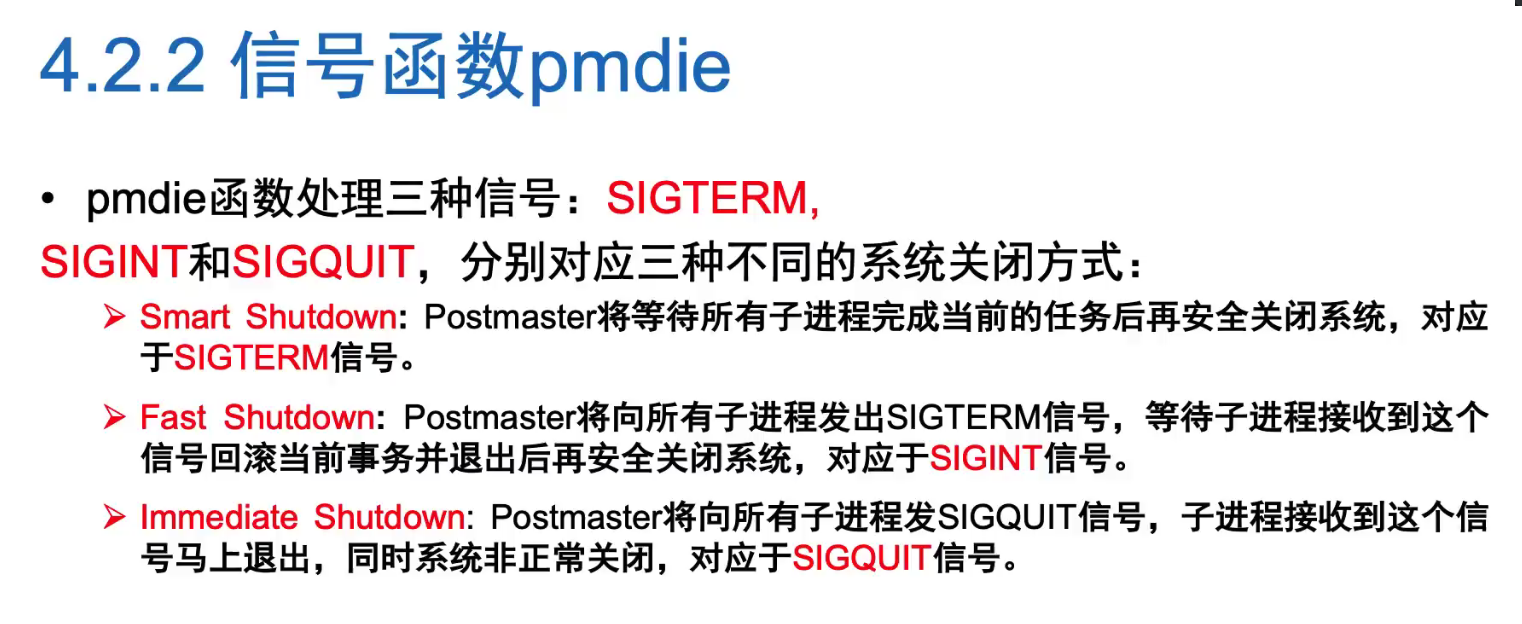 4.2.2 信号函数pmdie
• pmdie函数处理三种信号：SIGTERM,
SIGINT和SIGQUIT，分别对应三种不同的系统关闭方式：
➢ Smart Shutdown: Postmaster将等待所有子进程完成当前的任务后再安全关闭系统，对应
于SIGTERM信号。
➢ Fast Shutdown: Postmaster将向所有子进程发出SIGTERM信号，等待子进程接收到这个
信号回滚当前事务并退出后再安全关闭系统，对应于SIGINT信号。
➢ Immediate Shutdown: Postmaster将向所有子进程发SIGQUIT信号，子进程接收到这个信
号马上退出，同时系统非正常关闭，对应于SIGQUIT信号。